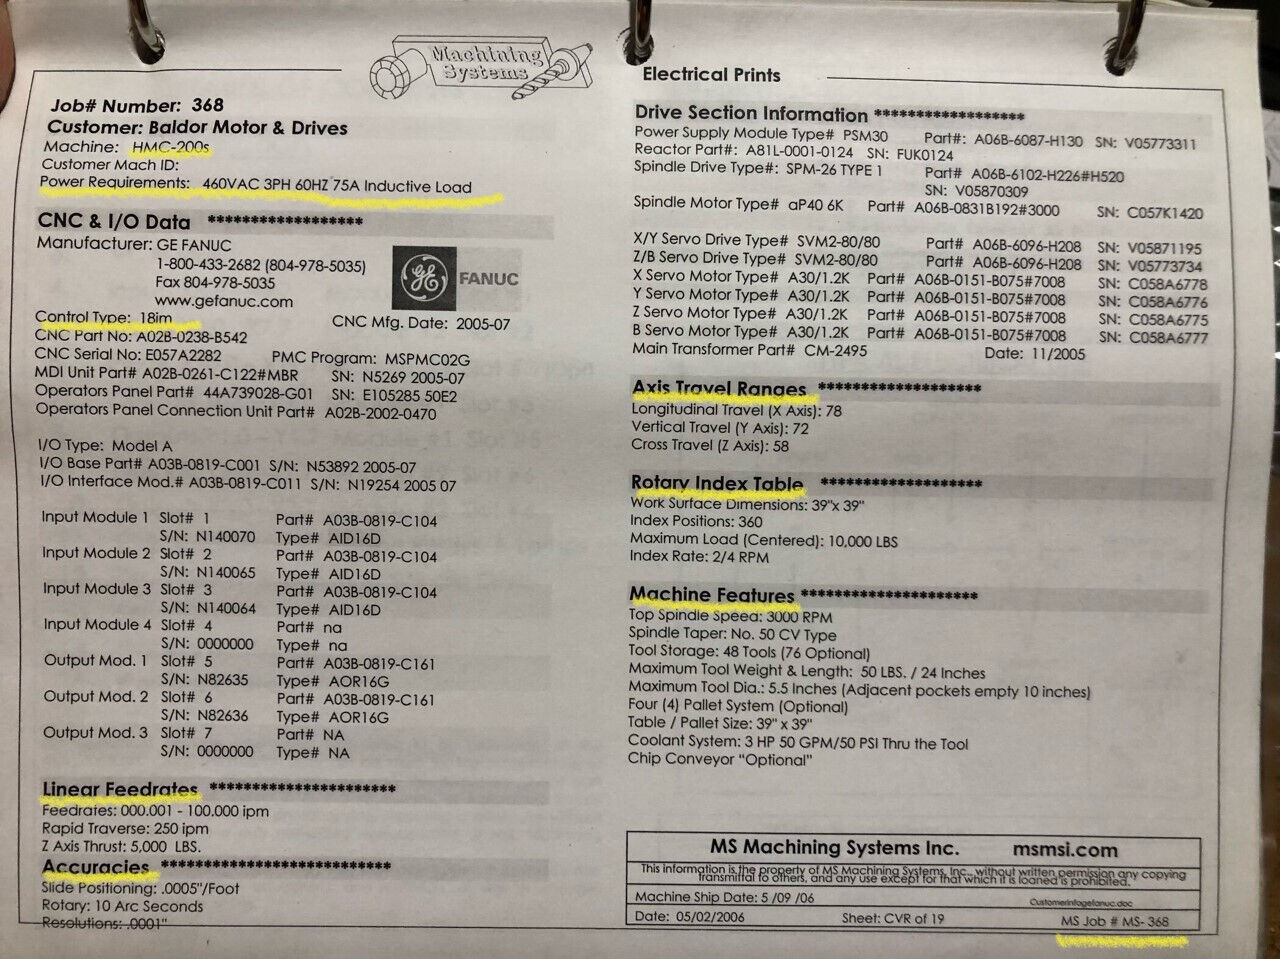 Machining
Systems
Job# Number: 368
Customer: Baldor Motor & Drives
Machine: HMC-200s
Customer Mach ID:
Power Requirements: 460VAC 3PH 60HZ 75A Inductive Load
CNC & I/O Data ******************
Manufacturer: GE FANUC
1-800-433-2682 (804-978-5035)
Fax 804-978-5035
www.gefanuc.com
GE FANUC
Control Type: 18im
CNC Mfg. Date: 2005-07
CNC Part No: A02B-0238-B542
CNC Serial No: E057A2282 PMC Program: MSPMC02G
MDI Unit Part# A02B-0261-C122#MBR SN: N5269 2005-07
Operators Panel Part# 44A739028-G01 SN: E105285 50E2
Operators Panel Connection Unit Part# A02B-2002-0470
I/O Type: Model A
I/O Base Part# A03B-0819-C001 S/N: N53892 2005-07
I/O Interface Mod.# A03B-0819-C011 S/N: N19254 2005 07
Input Module 1 Slot# 1 Part# A03B-0819-C104
S/N: N140070 Type# AID16D
Input Module 2 Slot# 2 Part# A03B-0819-C104
S/N: N140065 Type# AID16D
Input Module 3 Slot# 3 Part# A03B-0819-C104
S/N: N140064 Type# AID16D
Input Module 4 Slot# 4 Part# na
S/N: 0000000 Type# na
Output Mod. 1 Slot# 5 Part# A03B-0819-C161
S/N: N82635 Type# AOR16G
Output Mod. 2 Slot# 6 Part# A03B-0819-C161
S/N: N82636 Type# AOR16G
Output Mod. 3 Slot# 7 Part# NA
S/N: 0000000 Type# NA
Linear Feedrates **********************
Feedrates: 000.001 - 100.000 ipm
Rapid Traverse: 250 ipm
Z Axis Thrust: 5,000 LBS.
Accuracies ***************************
Slide Positioning: .0005"/Foot
Rotary: 10 Arc Seconds
Resolutions: .0001"
Electrical Prints
Drive Section Information ******************
Power Supply Module Type# PSM30 Part#: A06B-6087-H130 SN: V05773311
Reactor Part#: A81L-0001-0124 SN: FUK0124
Spindle Drive Type#: SPM-26 TYPE 1 Part# A06B-6102-H226#H520
SN: V05870309
Spindle Motor Type# aP40 6K Part# A06B-0831B192#3000 SN: C057K1420
X/Y Servo Drive Type# SVM2-80/80 Part# A06B-6096-H208 SN: V05871195
Z/B Servo Drive Type# SVM2-80/80 Part# A06B-6096-H208 SN: V05773734
X Servo Motor Type# A30/1.2K Part# A06B-0151-B075#7008 SN: C058A6778
Y Servo Motor Type# A30/1.2K Part# A06B-0151-B075#7008 SN: C058A6776
Z Servo Motor Type# A30/1.2K Part# A06B-0151-B075#7008 SN: C058A6775
B Servo Motor Type# A30/1.2K Part# A06B-0151-B075#7008 SN: C058A6777
Main Transformer Part# CM-2495 Date: 11/2005
Axis Travel Ranges *******************
Longitudinal Travel (X Axis): 78
Vertical Travel (Y Axis): 72
Cross Travel (Z Axis): 58
Rotary Index Table *******************
Work Surface Dimensions: 39"x 39"
Index Positions: 360
Maximum Load (Centered): 10,000 LBS
Index Rate: 2/4 RPM
Machine Features *********************
Top Spindle Speed: 3000 RPM
Spindle Taper: No. 50 CV Type
Tool Storage: 48 Tools (76 Optional)
Maximum Tool Weight & Length: 50 LBS. / 24 Inches
Maximum Tool Dia.: 5.5 Inches (Adjacent pockets empty 10 inches)
Four (4) Pallet System (Optional)
Table / Pallet Size: 39" x 39"
Coolant System: 3 HP 50 GPM/50 PSI Thru the Tool
Chip Conveyor "Optional"
MS Machining Systems Inc. msmsi.com
This information is the property of MS Machining Systems, Inc., without written permission any copying
transmittal to others, and any use except for that which it is loaned is prohibited.
Machine Ship Date: 5 /09 /06 Customerinfogefanuc.doc
Date: 05/02/2006 Sheet: CVR of 19 MS Job # MS- 368